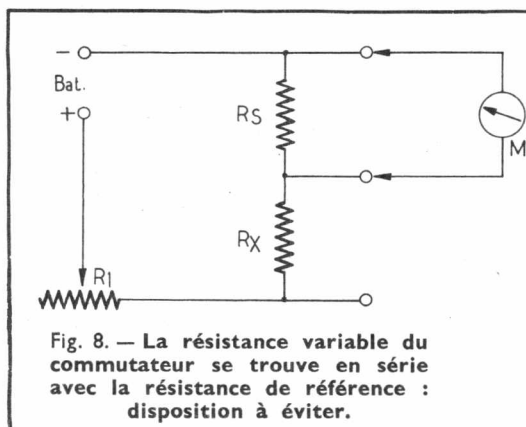 -
Bat.
+
RS
M
RX
R1
Fig. 8. — La résistance variable du
commutateur se trouve en série
avec la résistance de référence :
disposition à éviter.